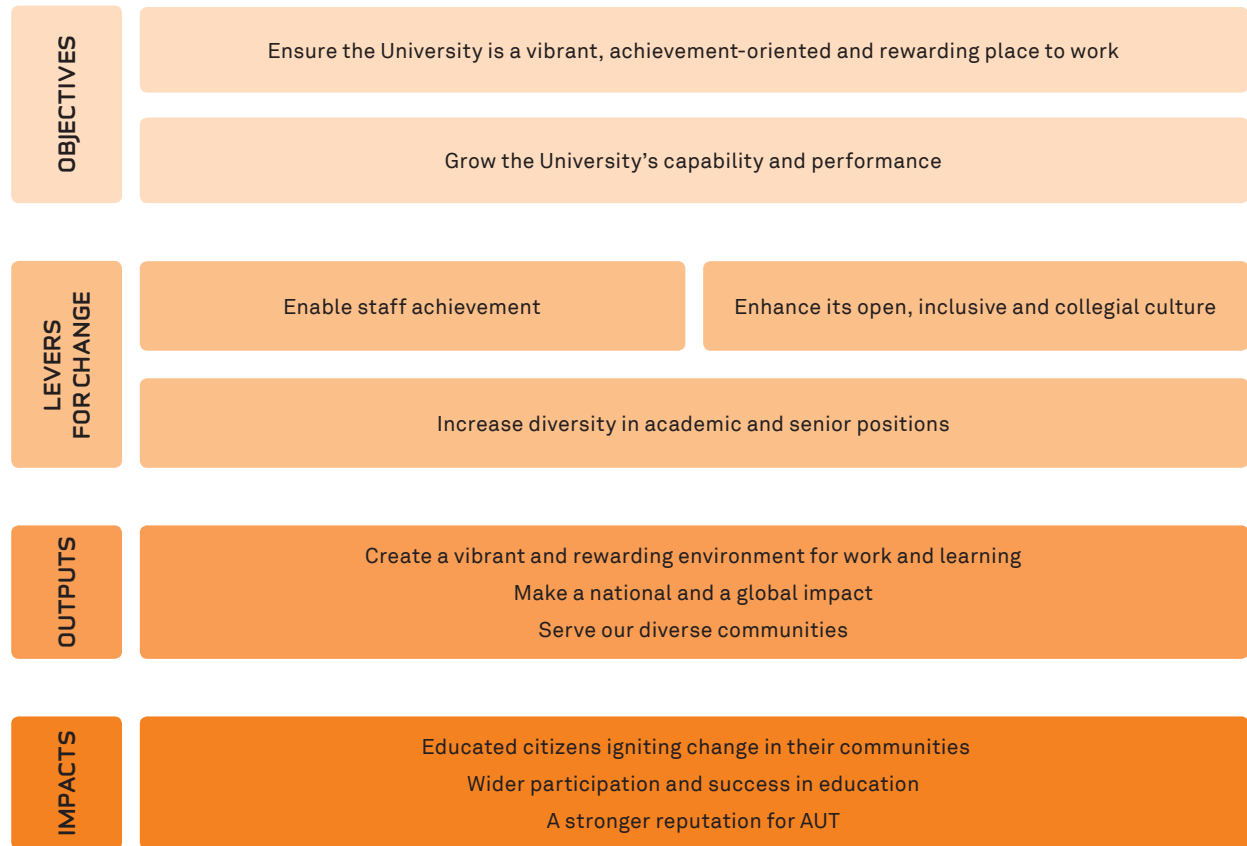 OBJECTIVES
Ensure the University is a vibrant, achievement-oriented and rewarding place to work
Grow the University’s capability and performance
LEVERS
FOR CHANGE
Enable staff achievement
Enhance its open, inclusive and collegial culture
Increase diversity in academic and senior positions
OUTPUTS
Create a vibrant and rewarding environment for work and learning
Make a national and a global impact
Serve our diverse communities
IMPACTS
Educated citizens igniting change in their communities
Wider participation and success in education
A stronger reputation for AUT